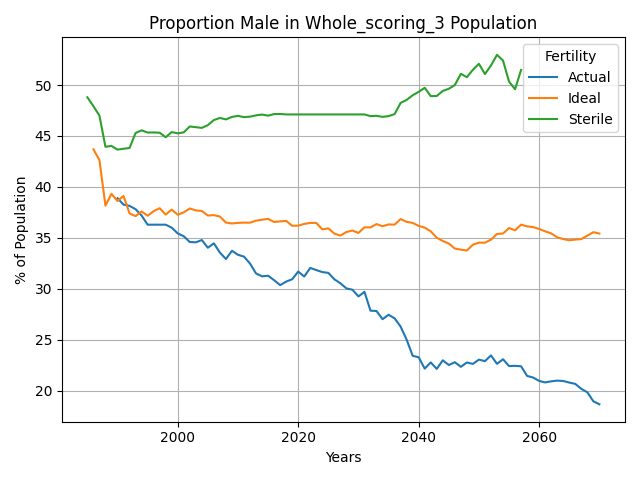 Proportion Male in Whole_scoring_3 Population
Fertility
Actual
Ideal
Sterile
% of Population
50
45
40
35
30
25
20
2000
2020
2040
2060
Years